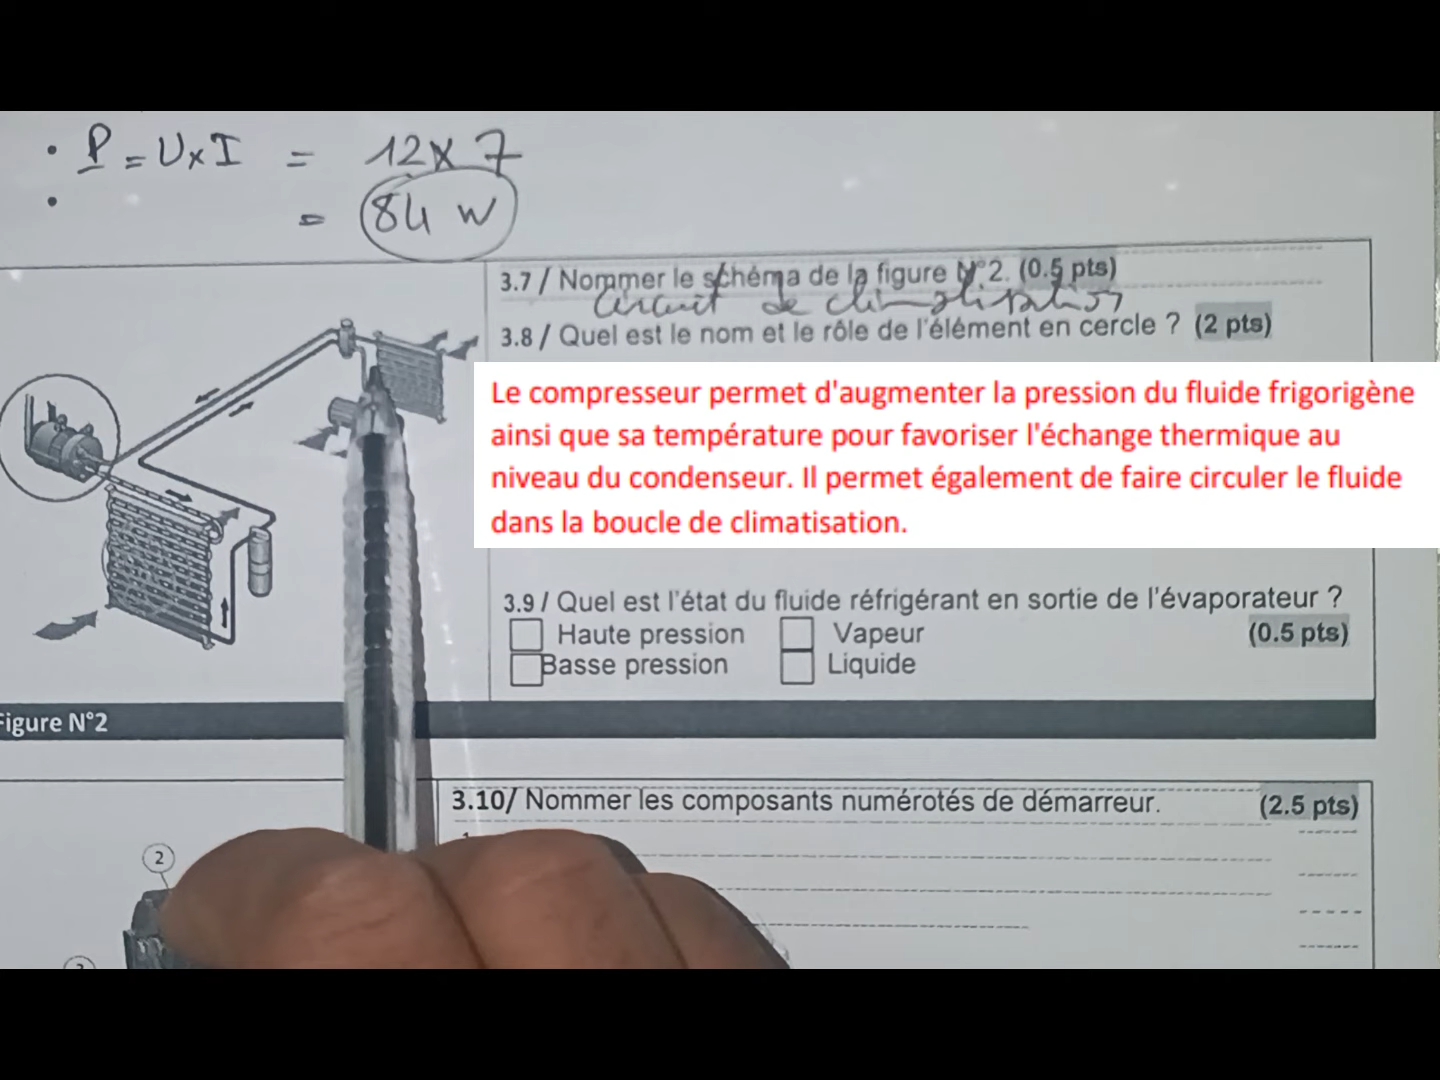 • P = U x I = 12 x 7
• = 84 W
3.7 / Nommer le schéma de la figure N°2. (0.5 pts)
circuit de climatisation
3.8 / Quel est le nom et le rôle de l'élément en cercle ? (2 pts)
Le compresseur permet d'augmenter la pression du fluide frigorigène
ainsi que sa température pour favoriser l'échange thermique au
niveau du condenseur. Il permet également de faire circuler le fluide
dans la boucle de climatisation.
3.9 / Quel est l'état du fluide réfrigérant en sortie de l'évaporateur ?
Haute pression Vapeur (0.5 pts)
Basse pression Liquide
Figure N°2
3.10/ Nommer les composants numérotés de démarreur. (2.5 pts)
2